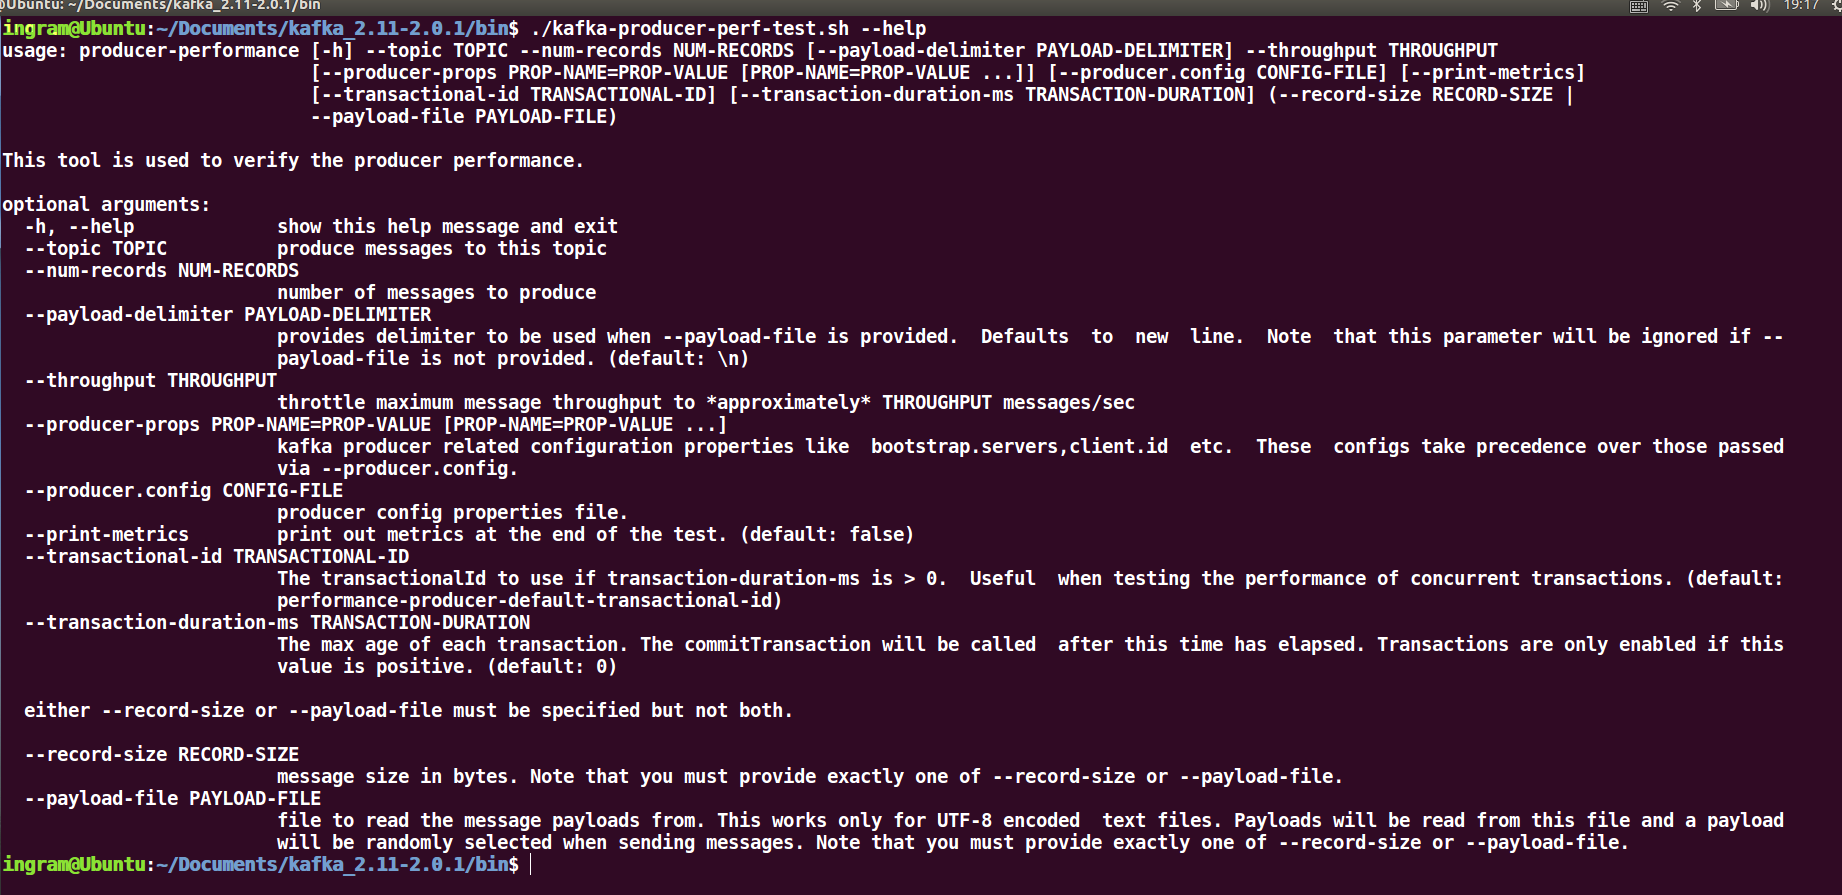 Ubuntu: ~/Documents/kafka_2.11-2.0.1/bin 19:17
ingram@Ubuntu:~/Documents/kafka_2.11-2.0.1/bin$ ./kafka-producer-perf-test.sh --help
usage: producer-performance [-h] --topic TOPIC --num-records NUM-RECORDS [--payload-delimiter PAYLOAD-DELIMITER] --throughput THROUGHPUT
[--producer-props PROP-NAME=PROP-VALUE [PROP-NAME=PROP-VALUE ...]] [--producer.config CONFIG-FILE] [--print-metrics]
[--transactional-id TRANSACTIONAL-ID] [--transaction-duration-ms TRANSACTION-DURATION] (--record-size RECORD-SIZE |
--payload-file PAYLOAD-FILE)
This tool is used to verify the producer performance.
optional arguments:
-h, --help             show this help message and exit
--topic TOPIC          produce messages to this topic
--num-records NUM-RECORDS
number of messages to produce
--payload-delimiter PAYLOAD-DELIMITER
provides delimiter to be used when --payload-file is provided.  Defaults  to  new  line.  Note  that this parameter will be ignored if --
payload-file is not provided. (default: \n)
--throughput THROUGHPUT
throttle maximum message throughput to *approximately* THROUGHPUT messages/sec
--producer-props PROP-NAME=PROP-VALUE [PROP-NAME=PROP-VALUE ...]
kafka producer related configuration properties like  bootstrap.servers,client.id  etc.  These  configs take precedence over those passed
via --producer.config.
--producer.config CONFIG-FILE
producer config properties file.
--print-metrics        print out metrics at the end of the test. (default: false)
--transactional-id TRANSACTIONAL-ID
The transactionalId to use if transaction-duration-ms is > 0.  Useful  when testing the performance of concurrent transactions. (default:
performance-producer-default-transactional-id)
--transaction-duration-ms TRANSACTION-DURATION
The max age of each transaction. The commitTransaction will be called  after this time has elapsed. Transactions are only enabled if this
value is positive. (default: 0)
either --record-size or --payload-file must be specified but not both.
--record-size RECORD-SIZE
message size in bytes. Note that you must provide exactly one of --record-size or --payload-file.
--payload-file PAYLOAD-FILE
file to read the message payloads from. This works only for UTF-8 encoded  text files. Payloads will be read from this file and a payload
will be randomly selected when sending messages. Note that you must provide exactly one of --record-size or --payload-file.
ingram@Ubuntu:~/Documents/kafka_2.11-2.0.1/bin$